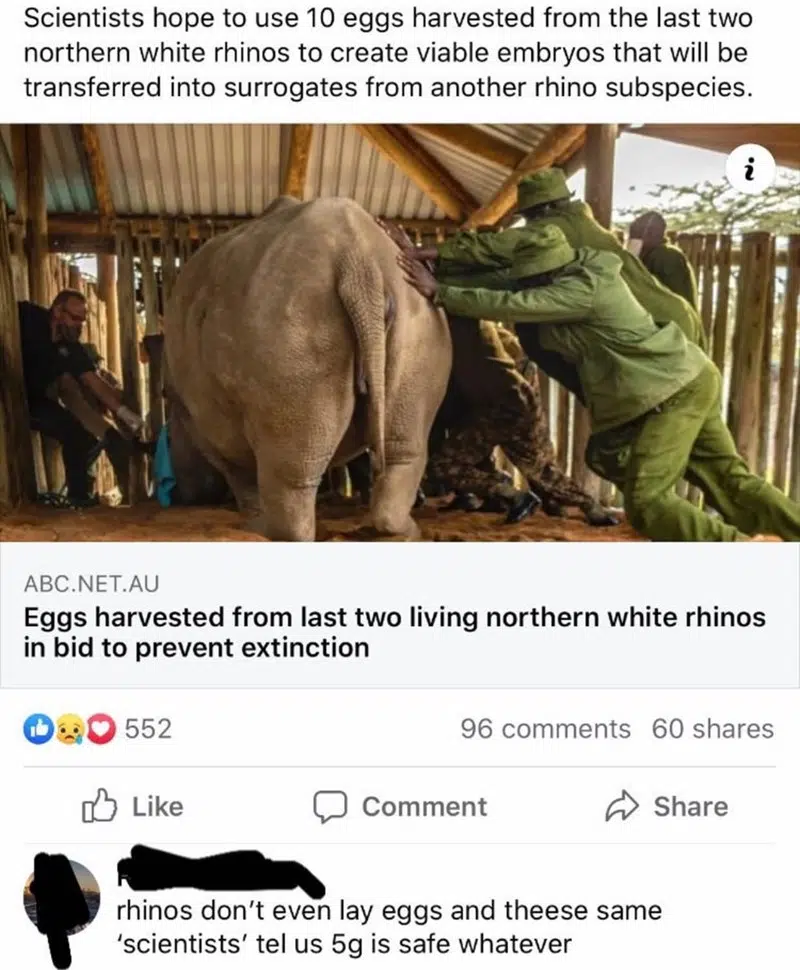 Scientists hope to use 10 eggs harvested from the last two
northern white rhinos to create viable embryos that will be
transferred into surrogates from another rhino subspecies.
i
ABC.NET.AU
Eggs harvested from last two living northern white rhinos
in bid to prevent extinction
552 96 comments 60 shares
Like Comment Share
rhinos don't even lay eggs and theese same
'scientists' tel us 5g is safe whatever